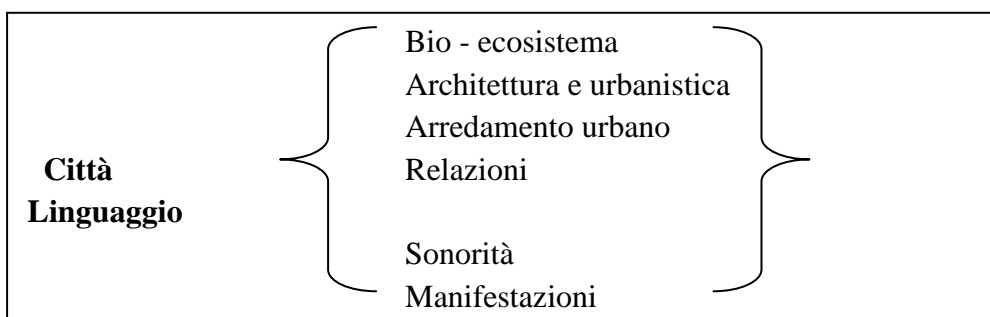 Bio - ecosistema
Architettura e urbanistica
Arredamento urbano
Città
Relazioni
Linguaggio
Sonorità
Manifestazioni